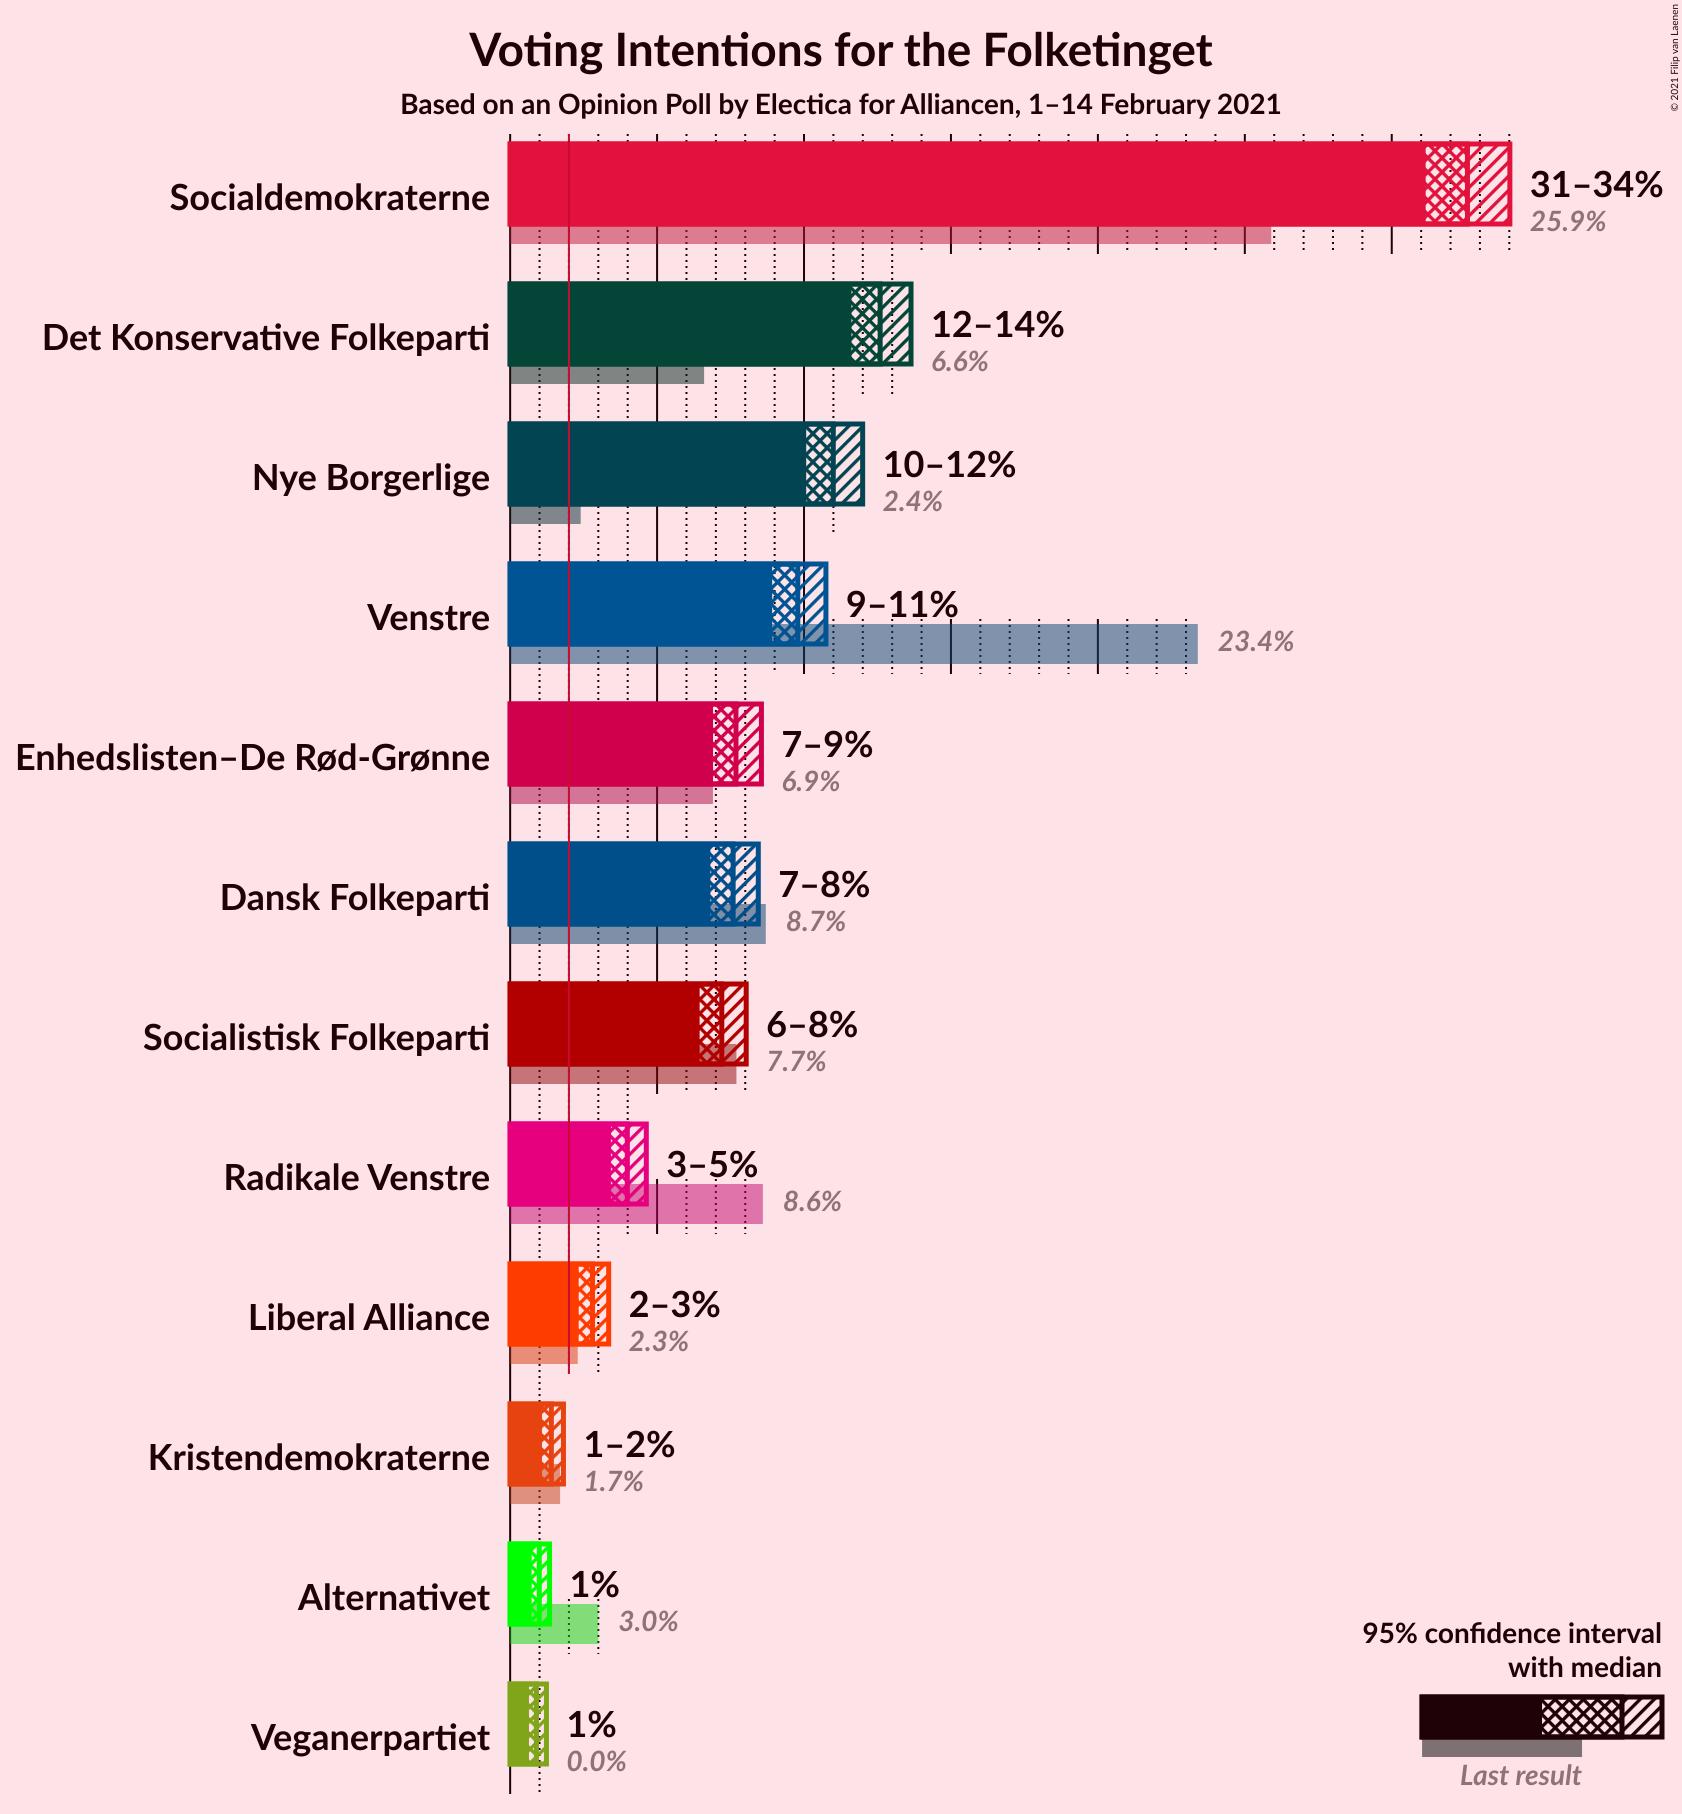 Voting Intentions for the Folketinget
Based on an Opinion Poll by Electica for Alliancen, 1–14 February 2021
© 2021 Filip van Laenen
Socialdemokraterne
31–34%
25.9%
Det Konservative Folkeparti
12–14%
6.6%
Nye Borgerlige
10–12%
2.4%
Venstre
9–11%
23.4%
Enhedslisten–De Rød-Grønne
7–9%
6.9%
Dansk Folkeparti
7–8%
8.7%
Socialistisk Folkeparti
6–8%
7.7%
Radikale Venstre
3–5%
8.6%
Liberal Alliance
2–3%
2.3%
Kristendemokraterne
1–2%
1.7%
Alternativet
1%
3.0%
Veganerpartiet
1%
0.0%
95% confidence interval
with median
Last result